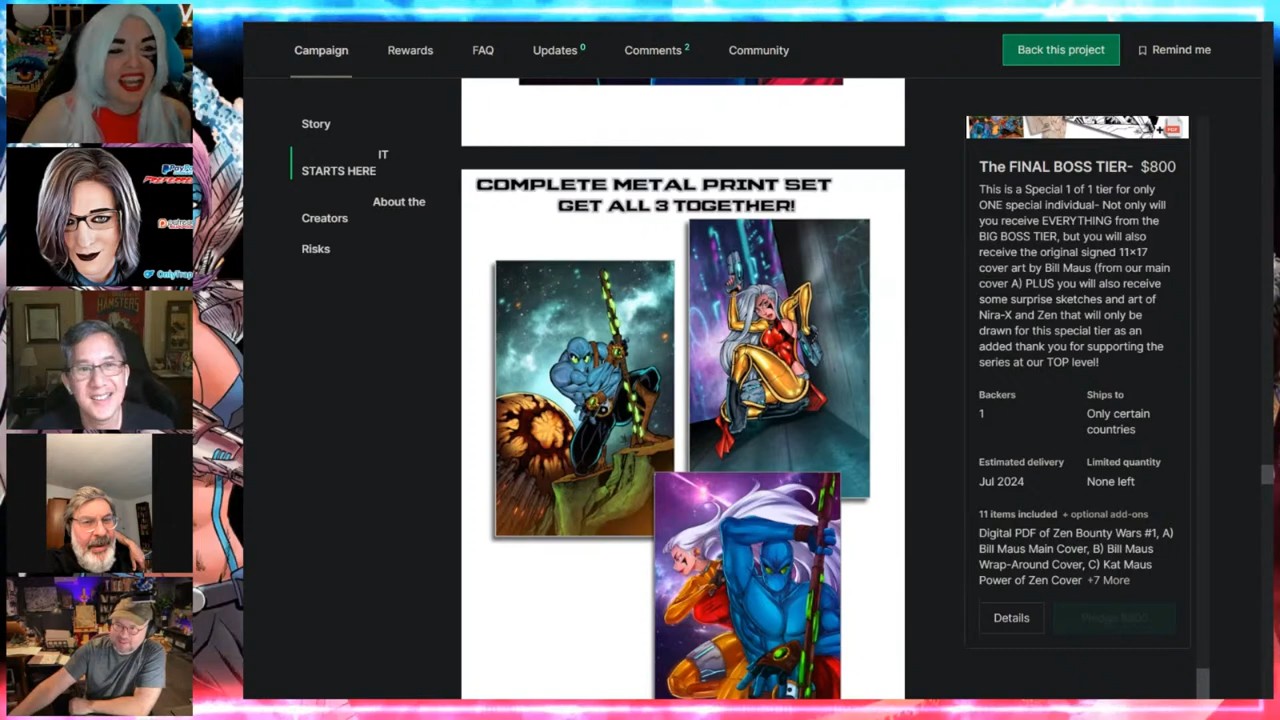 Campaign
Rewards
FAQ
Updates 0
Comments 2
Community
Back this project
Remind me
HAMSTERS
Story
IT
STARTS HERE
About the
Creators
Risks
COMPLETE METAL PRINT SET
GET ALL 3 TOGETHER!
PDF
The FINAL BOSS TIER- $800
This is a Special 1 of 1 tier for only
ONE special individual- Not only will
you receive EVERYTHING from the
BIG BOSS TIER, but you will also
receive the original signed 11×17
cover art by Bill Maus (from our main
cover A) PLUS you will also receive
some surprise sketches and art of
Nira-X and Zen that will only be
drawn for this special tier as an
added thank you for supporting the
series at our TOP level!
Backers
Ships to
1
Only certain
countries
Estimated delivery
Limited quantity
Jul 2024
None left
11 items included + optional add-ons
Digital PDF of Zen Bounty Wars #1, A)
Bill Maus Main Cover, B) Bill Maus
Wrap-Around Cover, C) Kat Maus
Power of Zen Cover +7 More
Details
Pledge $800